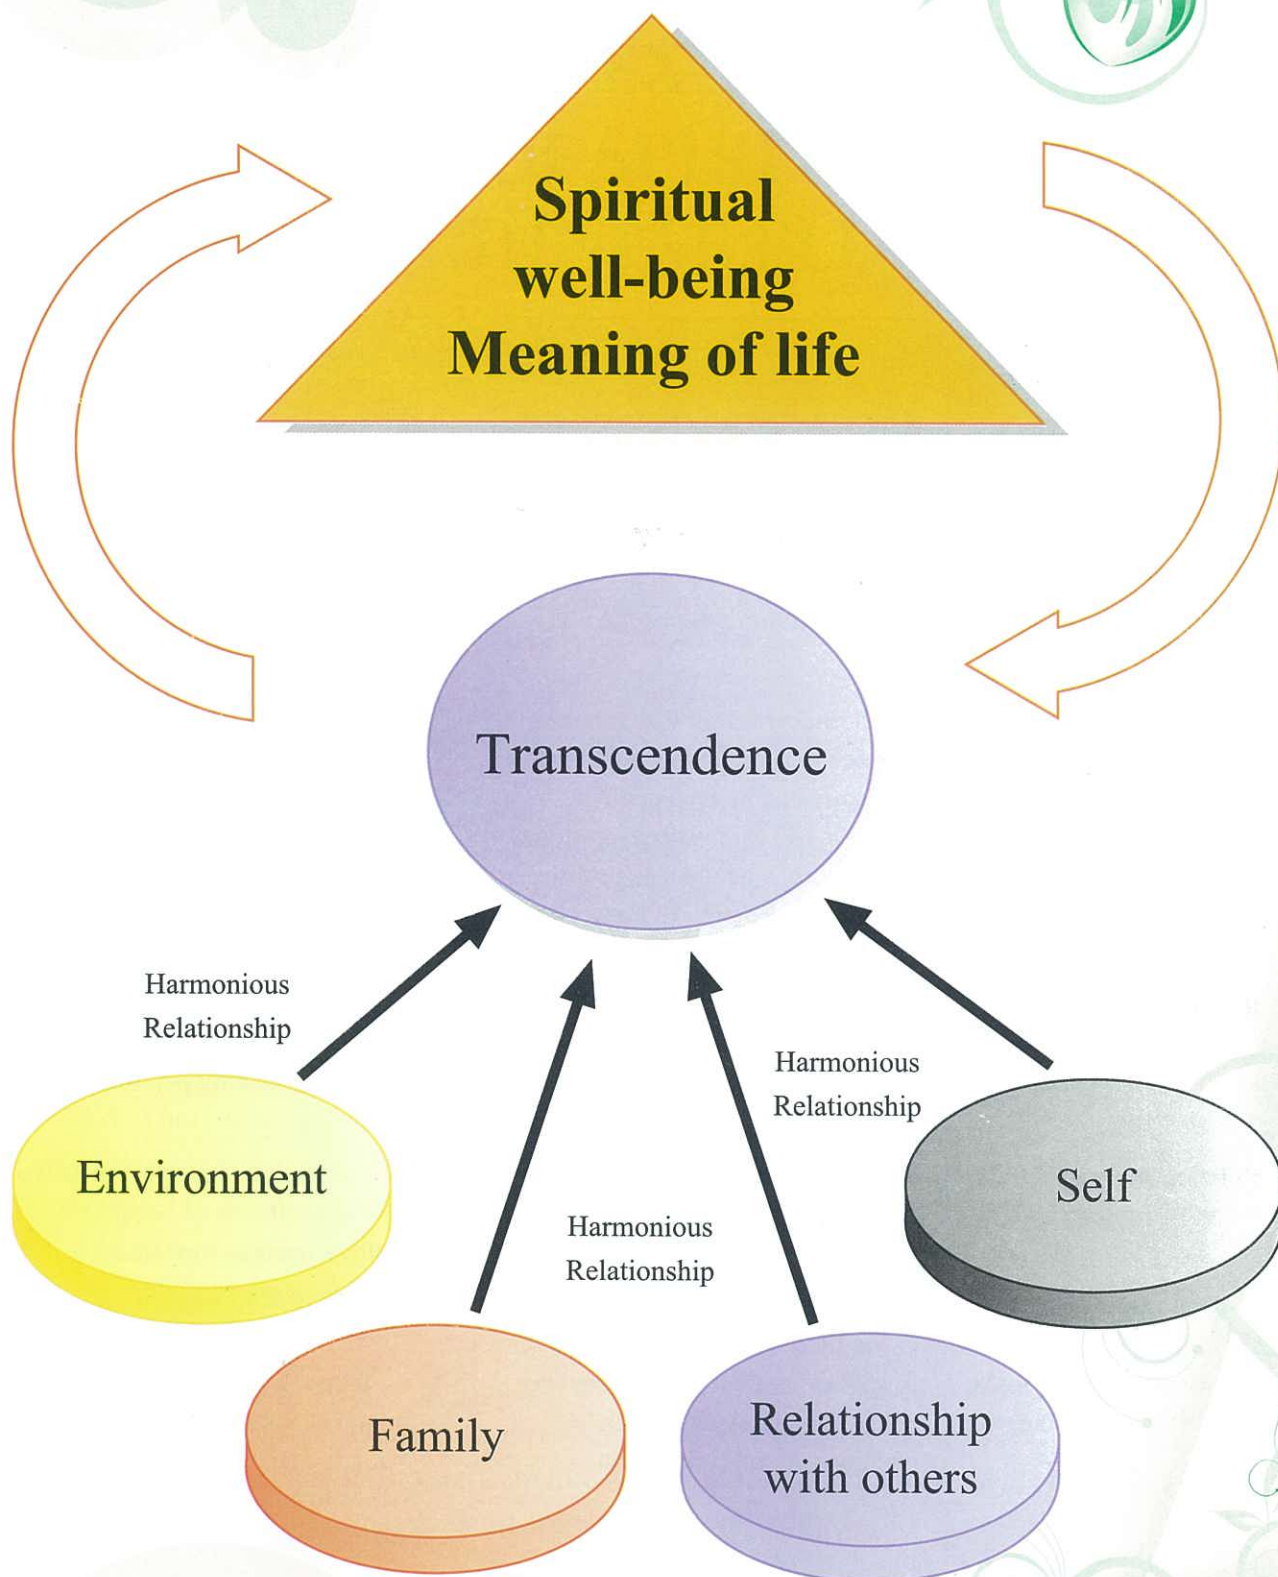 Spiritual
well-being
Meaning of life
Transcendence
Harmonious
Relationship
Harmonious
Relationship
Environment
Self
Harmonious
Relationship
Family
Relationship
with others